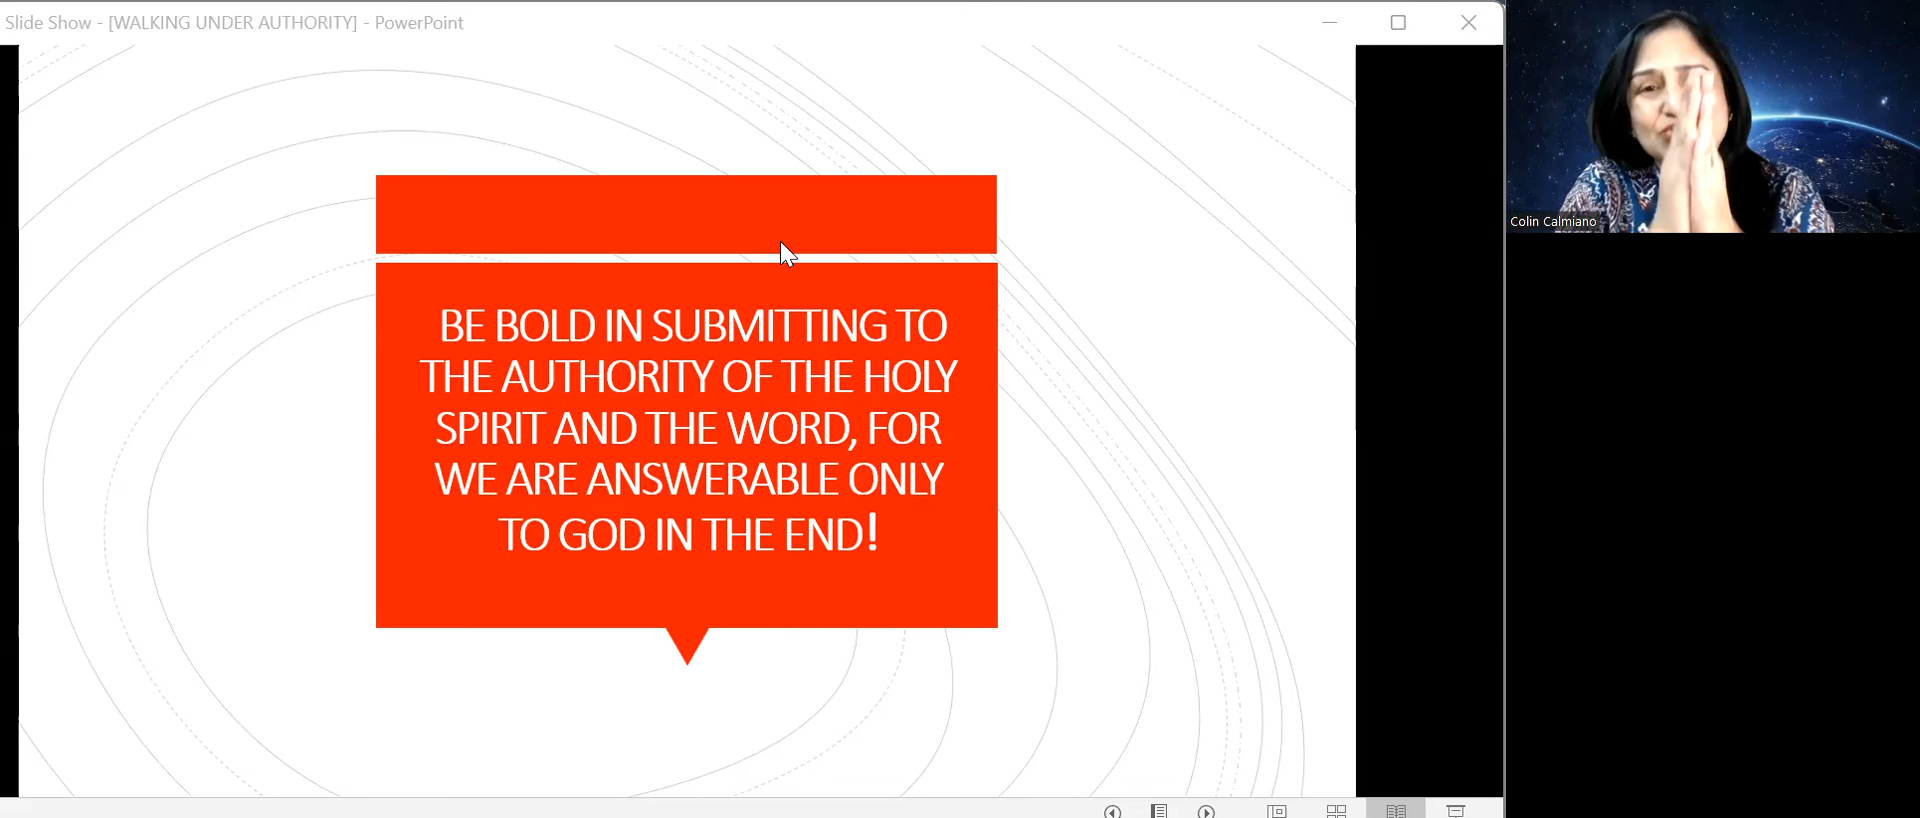 Slide Show - [WALKING UNDER AUTHORITY] - PowerPoint
BE BOLD IN SUBMITTING TO
THE AUTHORITY OF THE HOLY
SPIRIT AND THE WORD, FOR
WE ARE ANSWERABLE ONLY
TO GOD IN THE END!
Colin Calmiano